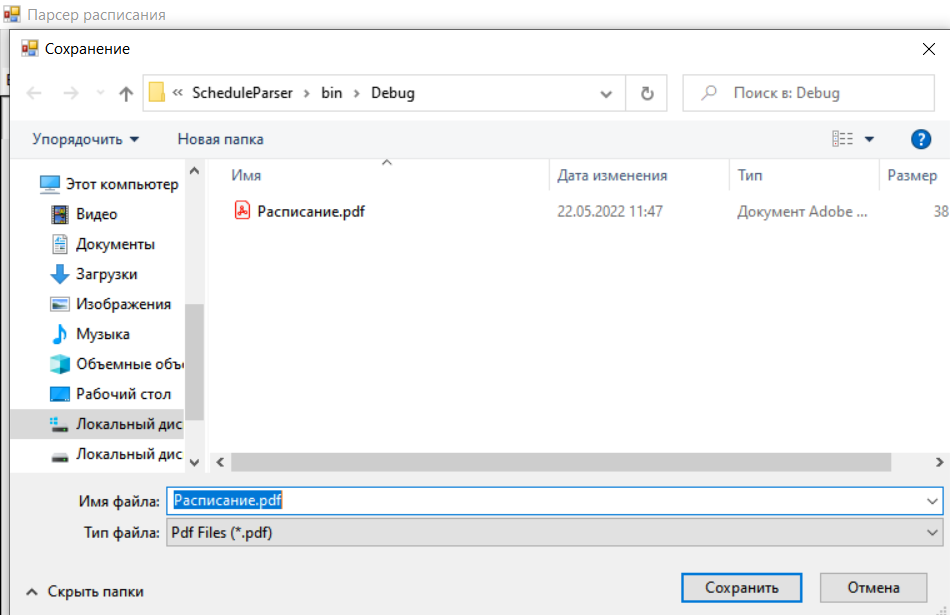 Парсер расписания
Сохранение
« ScheduleParser › bin › Debug
Поиск в: Debug
Упорядочить
Новая папка
?
Имя
Дата изменения
Тип
Размер
Расписание.pdf
22.05.2022 11:47
Документ Adobe ...
38
Этот компьютер
Видео
Документы
Загрузки
Изображения
Музыка
Объемные объ
Рабочий стол
Локальный дис
Локальный дис
Имя файла: Расписание.pdf
Тип файла: Pdf Files (*.pdf)
Скрыть папки
Сохранить
Отмена